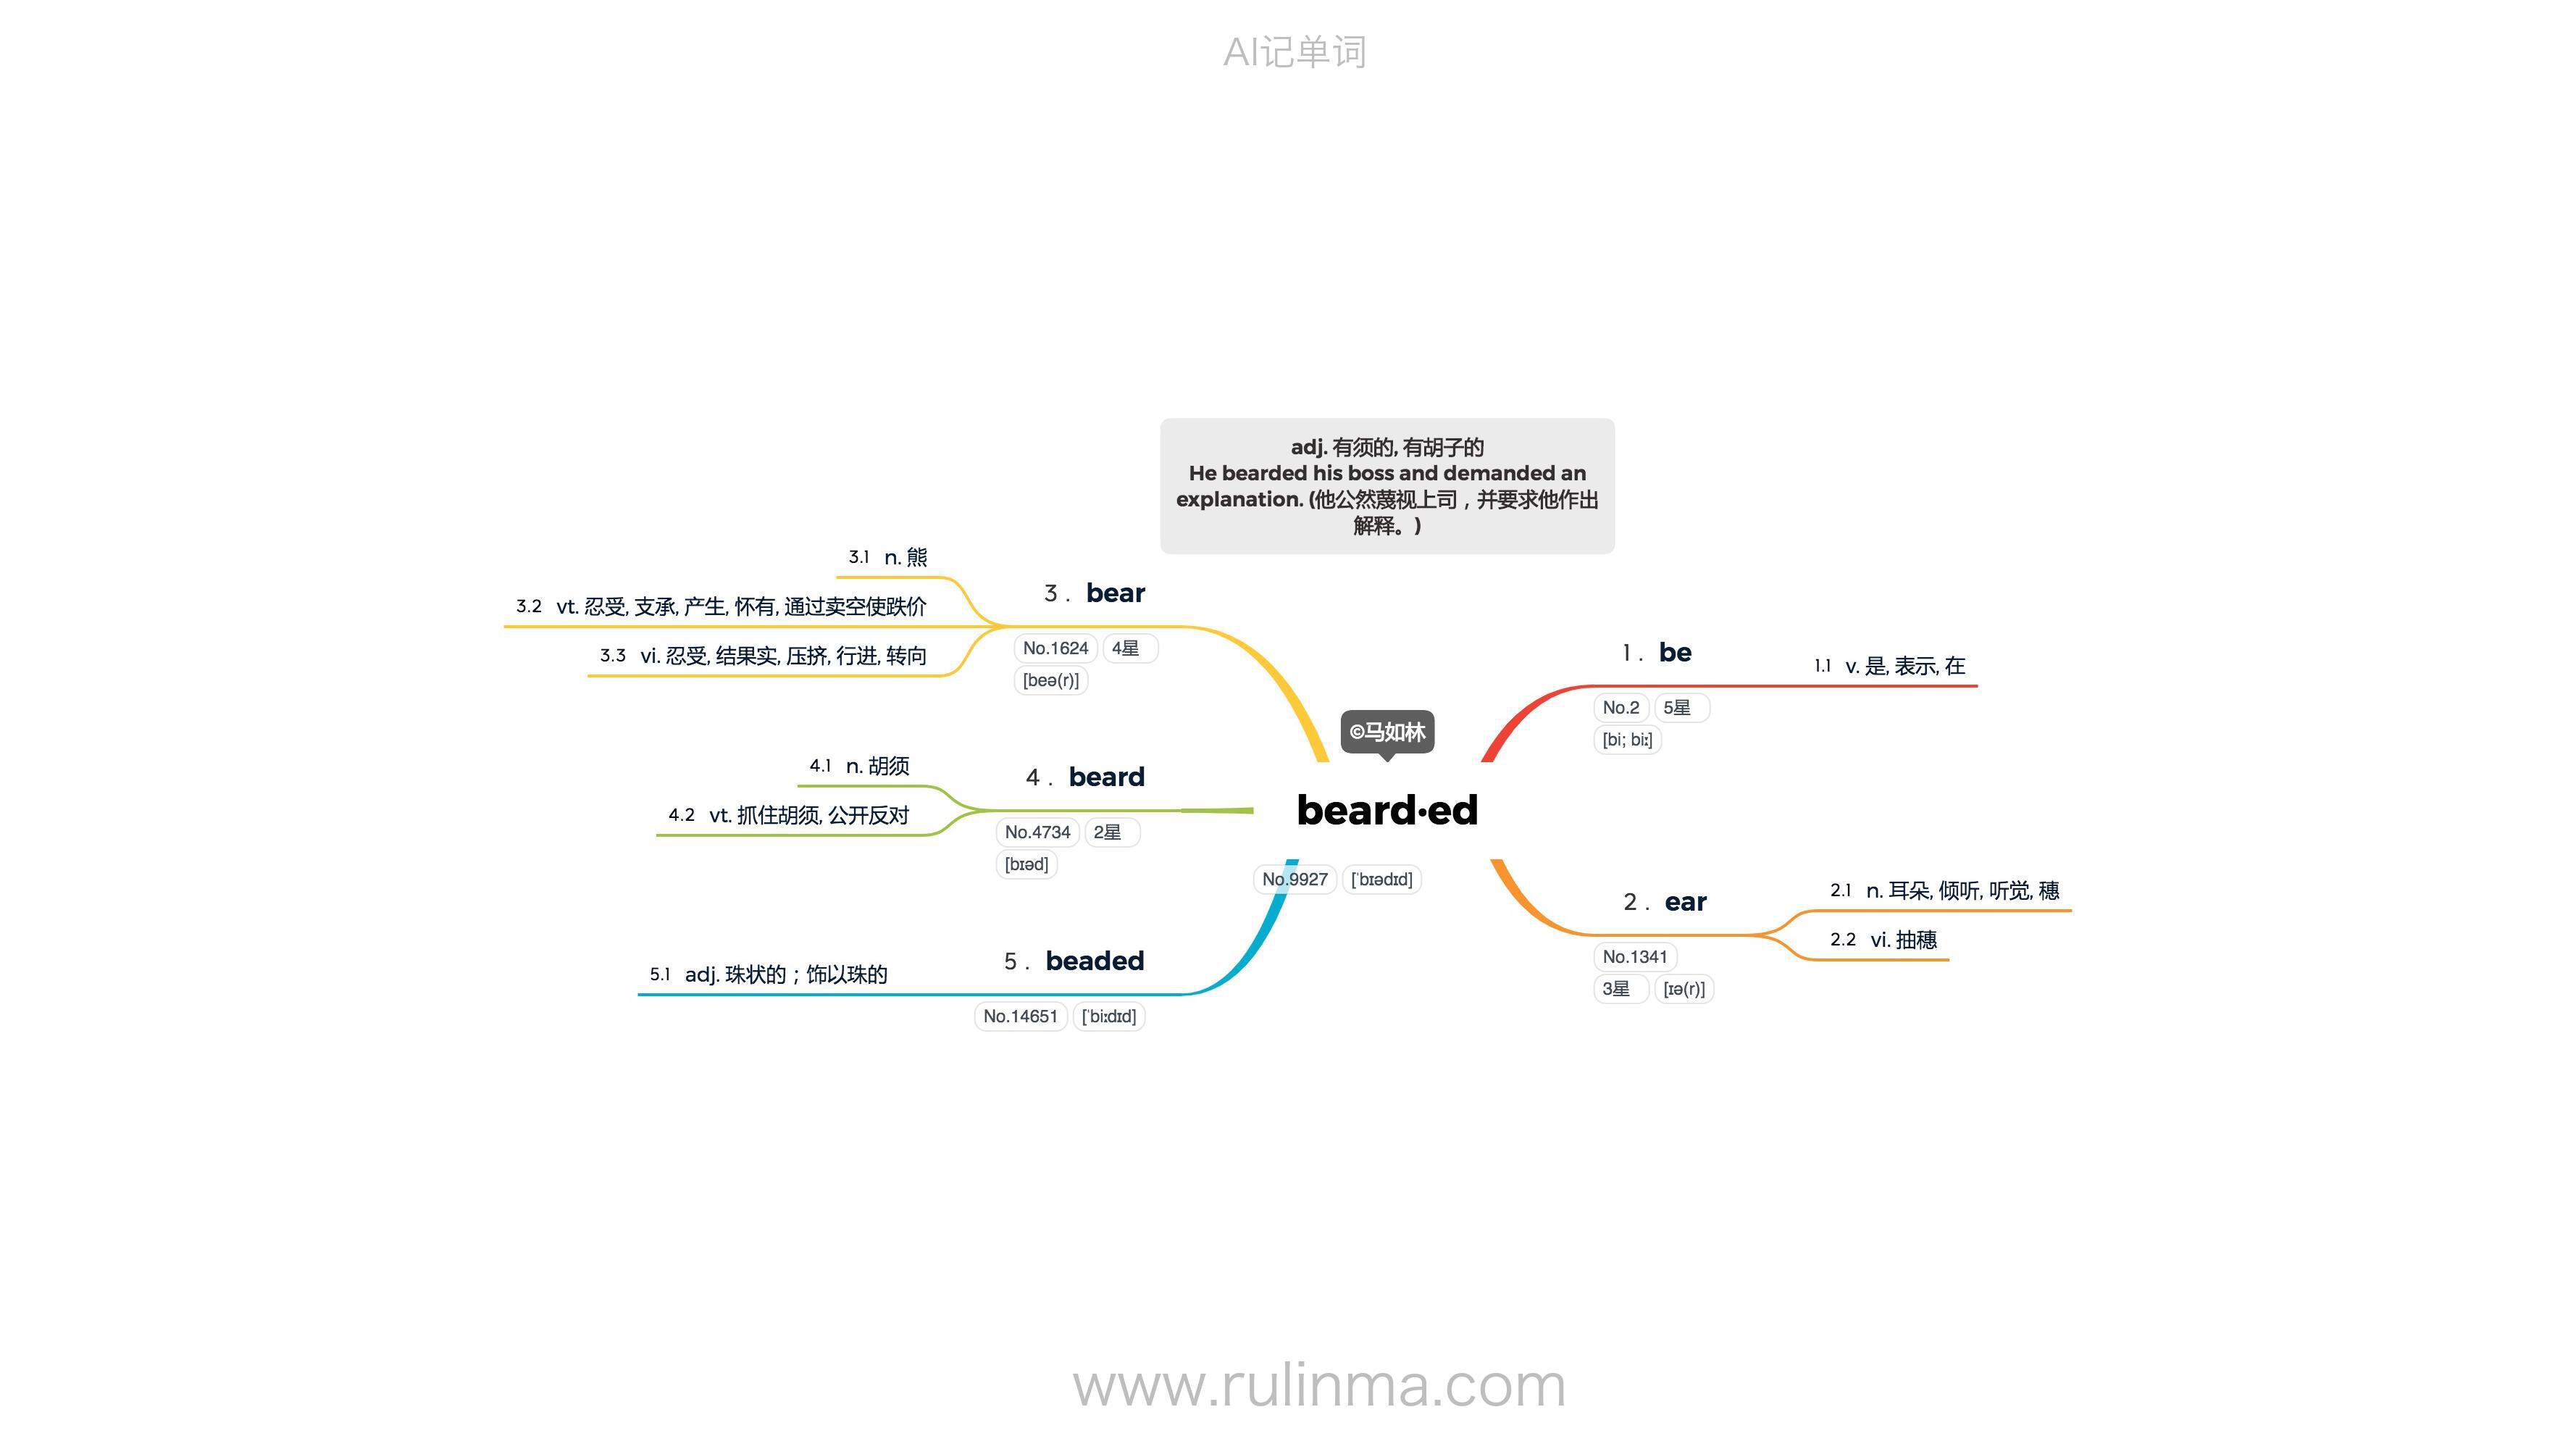 AI记单词
adj. 有须的, 有胡子的
He bearded his boss and demanded an
explanation. (他公然蔑视上司，并要求他作出
解释。)
3.1 n. 熊
3.2 vt. 忍受, 支承, 产生, 怀有, 通过卖空使跌价
3.3 vi. 忍受, 结果实, 压挤, 行进, 转向
3. bear
No.1624 4星
[beə(r)]
4.1 n. 胡须
4.2 vt. 抓住胡须, 公开反对
4. beard
No.4734 2星
[bɪəd]
5.1 adj. 珠状的；饰以珠的
5. beaded
No.14651 [ˈbiːdɪd]
©马如林
beard·ed
No.9927 [ˈbɪədɪd]
1. be
No.2 5星
[bi; biː]
1.1 v. 是, 表示, 在
2. ear
No.1341
3星 [ɪə(r)]
2.1 n. 耳朵, 倾听, 听觉, 穗
2.2 vi. 抽穗
www.rulinma.com